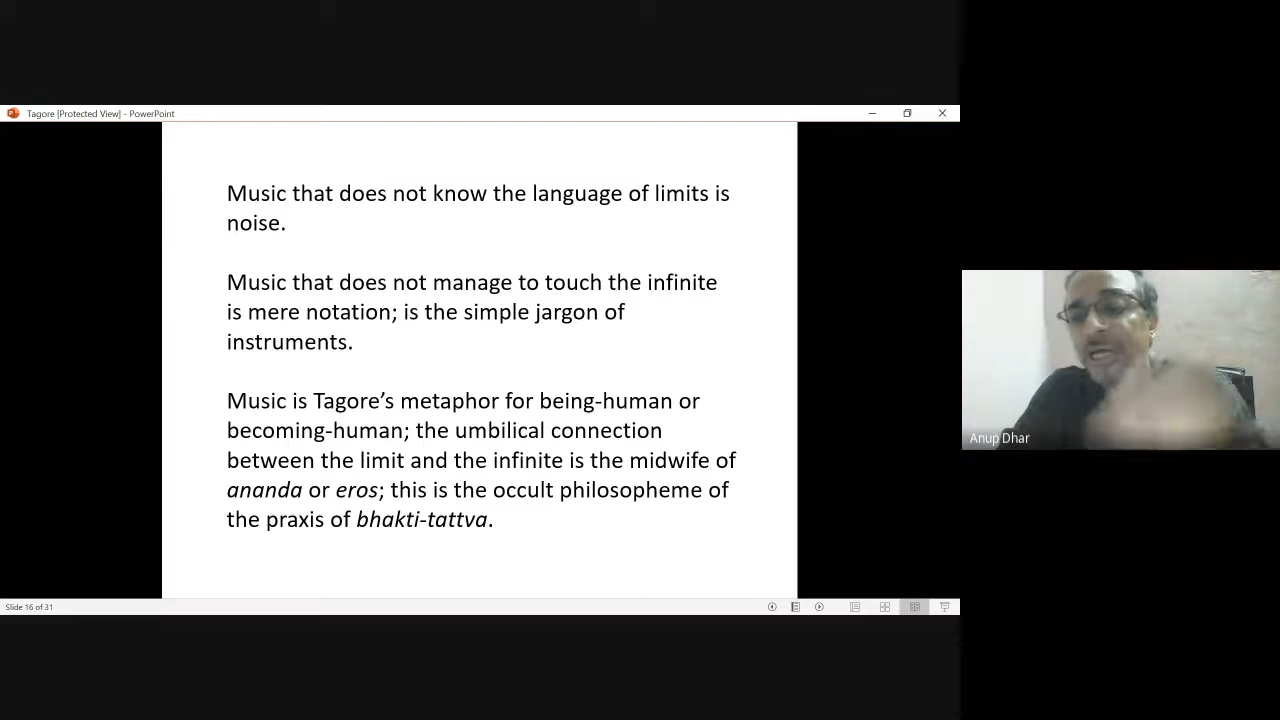 Tagore [Protected View] - PowerPoint
Music that does not know the language of limits is
noise.
Music that does not manage to touch the infinite
is mere notation; is the simple jargon of
instruments.
Music is Tagore’s metaphor for being-human or
becoming-human; the umbilical connection
between the limit and the infinite is the midwife of
ananda or eros; this is the occult philosopheme of
the praxis of bhakti-tattva.
Anup Dhar
Slide 16 of 31